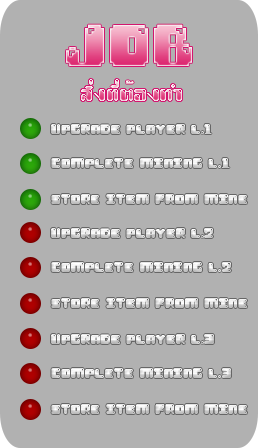 JOB
สิ่งที่ต้องทำ
UPGRADE PLAYER L.1
COMPLETE MINING L.1
STORE ITEM FROM MINE
UPGRADE PLAYER L.2
COMPLETE MINING L.2
STORE ITEM FROM MINE
UPGRADE PLAYER L.3
COMPLETE MINING L.3
STORE ITEM FROM MINE